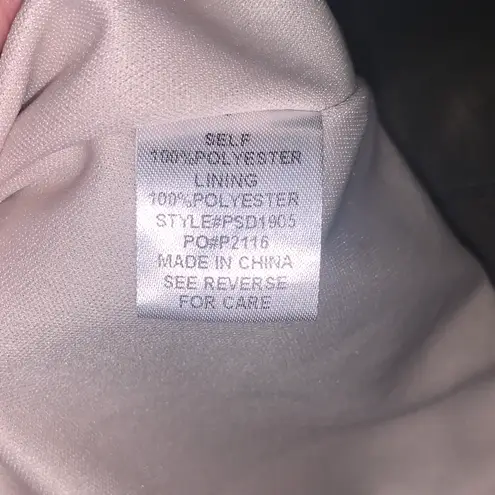 SELF
100%POLYESTER
LINING
100%POLYESTER
STYLE#PSD1905
PO#P2116
MADE IN CHINA
SEE REVERSE
FOR CARE